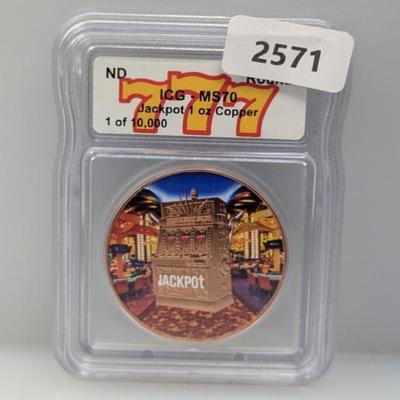 2571
ND Round
777
ICG - MS70
Jackpot 1 oz Copper
1 of 10,000
JACKPOT